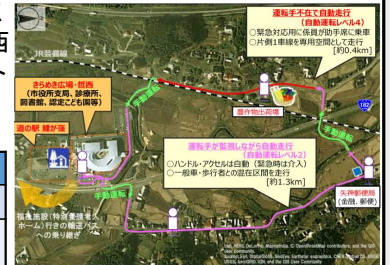 西
運転手不在で自動走行
(自動運転レベル4)
○緊急対応用に係員が助手席に乗車
○片側1車線を専用空間として走行
[約0.4km]
JR芸備線
手動運転
きらめき広場・哲西
(市役所支局、診療所、
図書館、認定こども園等)
農作物出荷場
182
手動運転
道の駅 鯉が窪
運転手が監視しながら自動走行
(自動運転レベル2)
○ハンドル・アクセルは自動(緊急時は介入)
○一般車・歩行者との混在区間を走行
[約1.3km]
手動運転
矢神郵便局
(金融、郵便)
福祉施設(特別養護老人
ホーム)行きの輸送バス
への乗り継ぎ